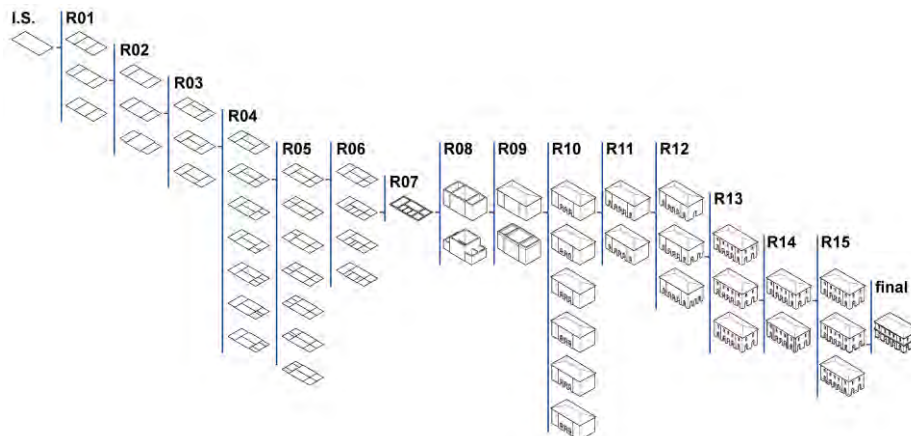 I.S.
R01
R02
R03
R04
R05
R06
R07
R08
R09
R10
R11
R12
R13
R14
R15
final